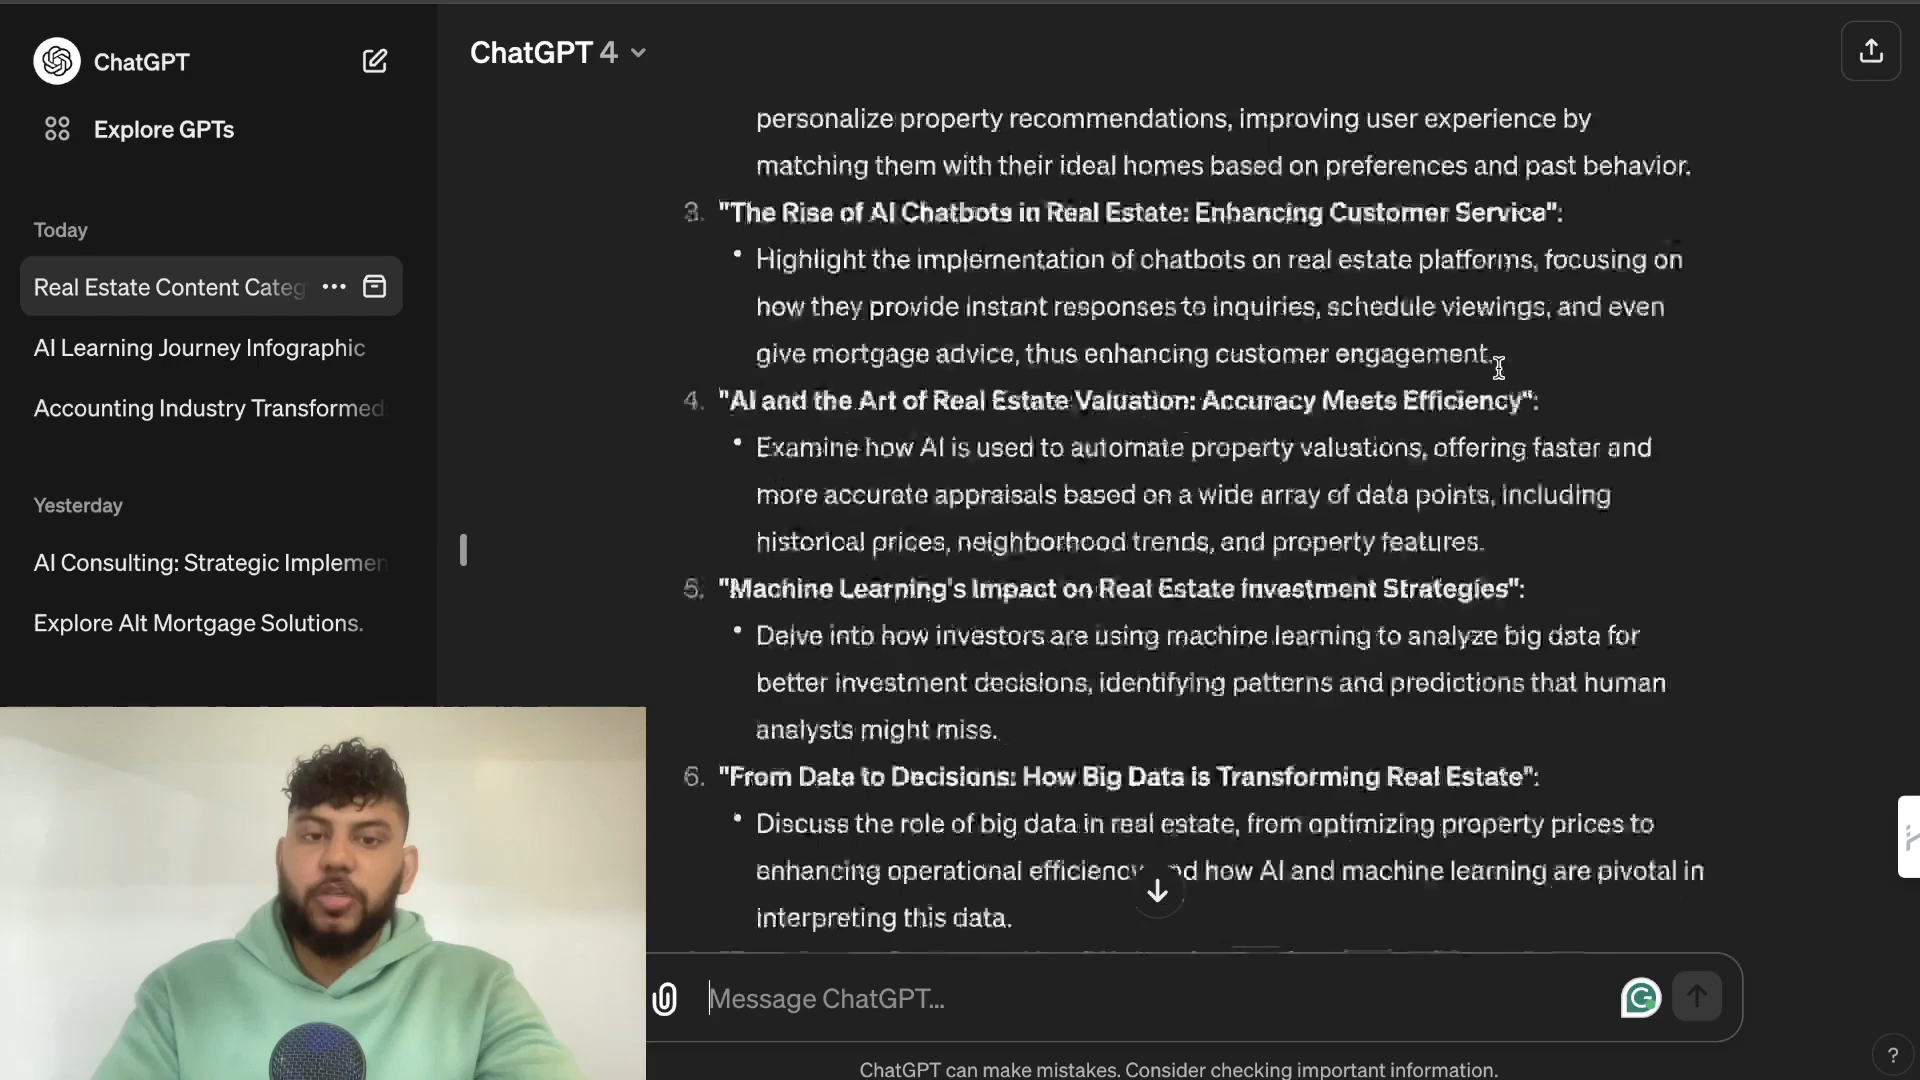 ChatGPT
Explore GPTs
Today
Real Estate Content Categ
AI Learning Journey Infographic
Accounting Industry Transformed
Yesterday
AI Consulting: Strategic Implemen
Explore Alt Mortgage Solutions.
ChatGPT 4
personalize property recommendations, improving user experience by
matching them with their ideal homes based on preferences and past behavior.
3. "The Rise of AI Chatbots in Real Estate: Enhancing Customer Service":
• Highlight the implementation of chatbots on real estate platforms, focusing on
how they provide instant responses to inquiries, schedule viewings, and even
give mortgage advice, thus enhancing customer engagement.
4. "AI and the Art of Real Estate Valuation: Accuracy Meets Efficiency":
• Examine how AI is used to automate property valuations, offering faster and
more accurate appraisals based on a wide array of data points, including
historical prices, neighborhood trends, and property features.
5. "Machine Learning's Impact on Real Estate Investment Strategies":
• Delve into how investors are using machine learning to analyze big data for
better investment decisions, identifying patterns and predictions that human
analysts might miss.
6. "From Data to Decisions: How Big Data is Transforming Real Estate":
• Discuss the role of big data in real estate, from optimizing property prices to
enhancing operational efficiency nd how AI and machine learning are pivotal in
interpreting this data.
Message ChatGPT...
ChatGPT can make mistakes. Consider checking important information.
?